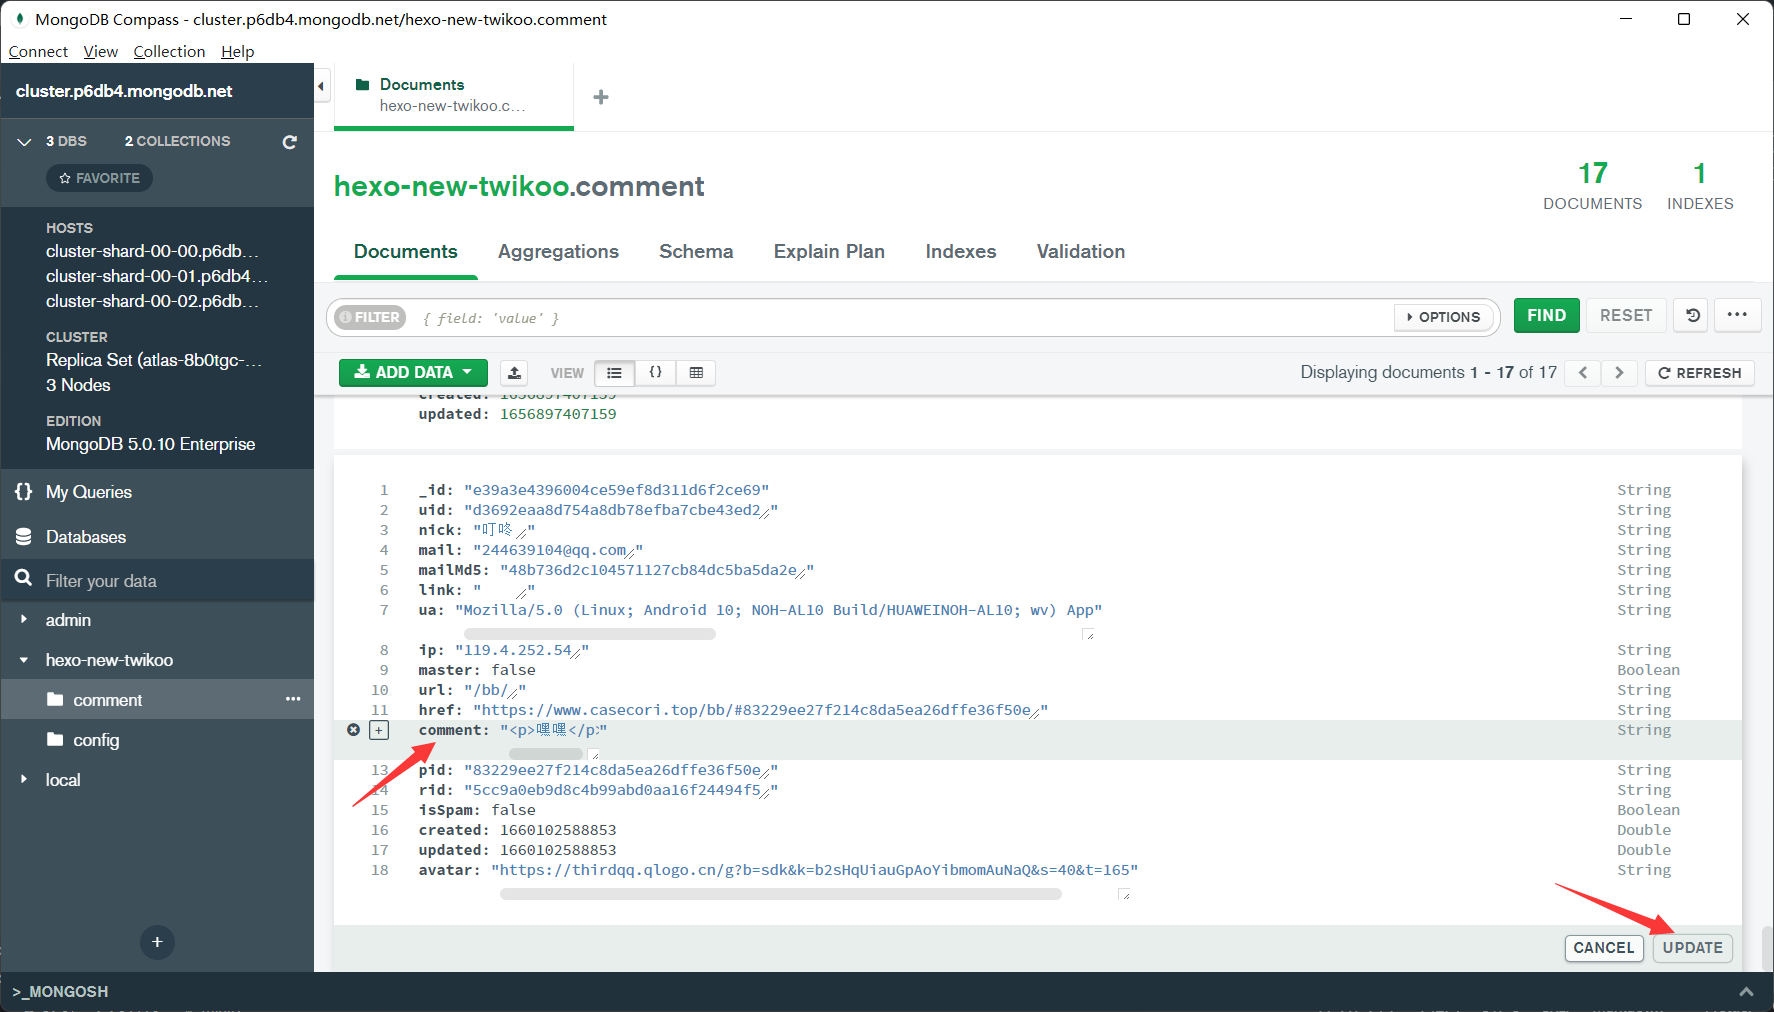 MongoDB Compass - cluster.p6db4.mongodb.net/hexo-new-twikoo.comment
Connect View Collection Help
cluster.p6db4.mongodb.net
3 DBS 2 COLLECTIONS
FAVORITE
HOSTS
cluster-shard-00-00.p6db...
cluster-shard-00-01.p6db4...
cluster-shard-00-02.p6db...
CLUSTER
Replica Set (atlas-8b0tgc-...
3 Nodes
EDITION
MongoDB 5.0.10 Enterprise
{} My Queries
Databases
Filter your data
admin
hexo-new-twikoo
comment ...
config
local
+
Documents
hexo-new-twikoo.c...
+
hexo-new-twikoo.comment
17 DOCUMENTS
1 INDEXES
Documents Aggregations Schema Explain Plan Indexes Validation
FILTER { field: 'value' } OPTIONS FIND RESET ...
ADD DATA VIEW {} Displaying documents 1 - 17 of 17 < > REFRESH
created: 1656897407159
updated: 1656897407159
1 _id: "e39a3e4396004ce59ef8d311d6f2ce69" String
2 uid: "d3692eaa8d754a8db78efba7cbe43ed2" String
3 nick: "叮咚" String
4 mail: "244639104@qq.com" String
5 mailMd5: "48b736d2c104571127cb84dc5ba5da2e" String
6 link: "" String
7 ua: "Mozilla/5.0 (Linux; Android 10; NOH-AL10 Build/HUAWEINOH-AL10; wv) App" String
8 ip: "119.4.252.54" String
9 master: false Boolean
10 url: "/bb/" String
11 href: "https://www.casecori.top/bb/#83229ee27f214c8da5ea26dffe36f50e" String
+ comment: "<p>嘿嘿</p>" String
13 pid: "83229ee27f214c8da5ea26dffe36f50e" String
14 rid: "5cc9a0eb9d8c4b99abd0aa16f24494f5" String
15 isSpam: false Boolean
16 created: 1660102588853 Double
17 updated: 1660102588853 Double
18 avatar: "https://thirdqq.qlogo.cn/g?b=sdk&k=b2sHqUiauGpAoYibmomAuNaQ&s=40&t=165" String
CANCEL UPDATE
>_MONGOSH